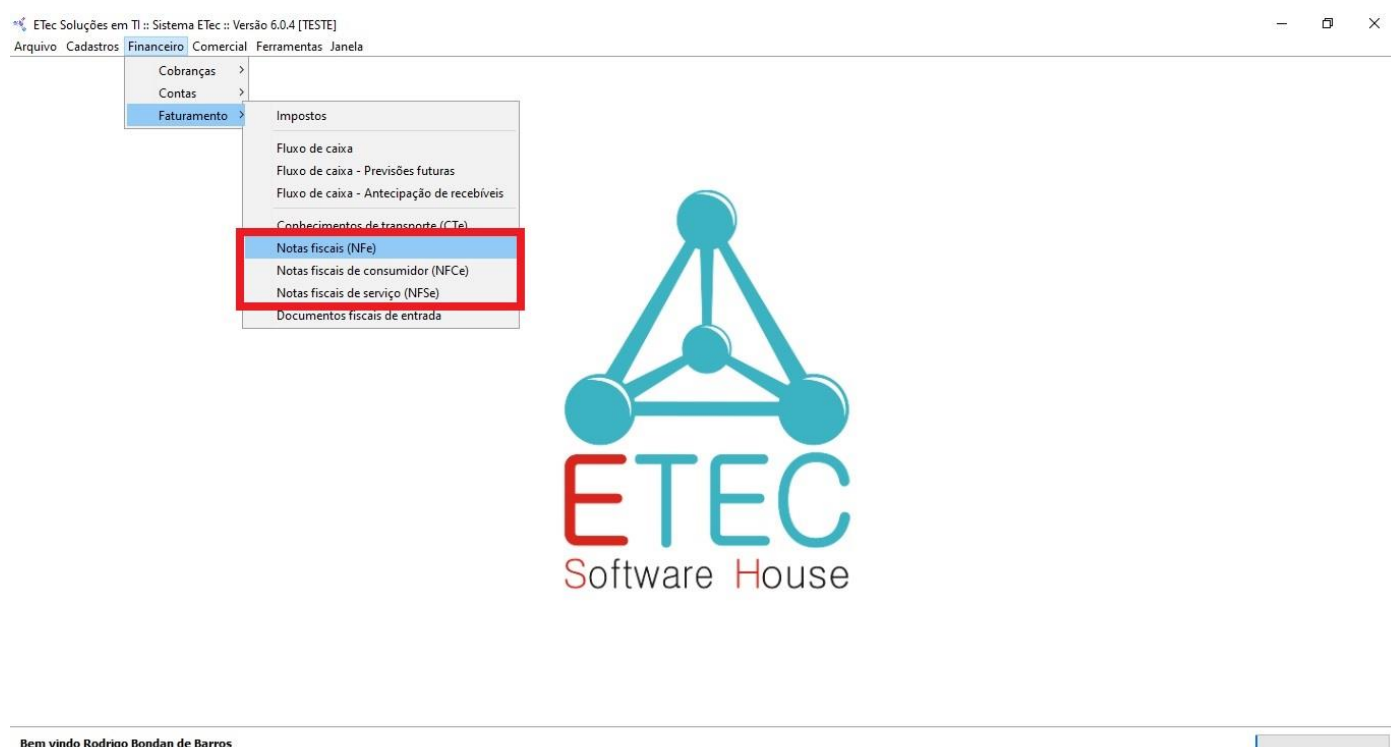 ETec Soluções em TI :: Sistema ETec :: Versão 6.0.4 [TESTE]
Arquivo Cadastros Financeiro Comercial Ferramentas Janela
Cobranças
Contas
Faturamento
Impostos
Fluxo de caixa
Fluxo de caixa - Previsões futuras
Fluxo de caixa - Antecipação de recebíveis
Conhecimentos de transporte (CTe)
Notas fiscais (NFe)
Notas fiscais de consumidor (NFCe)
Notas fiscais de serviço (NFSe)
Documentos fiscais de entrada
ETEC
Software House
Bem vindo Rodrigo Bondan de Barros